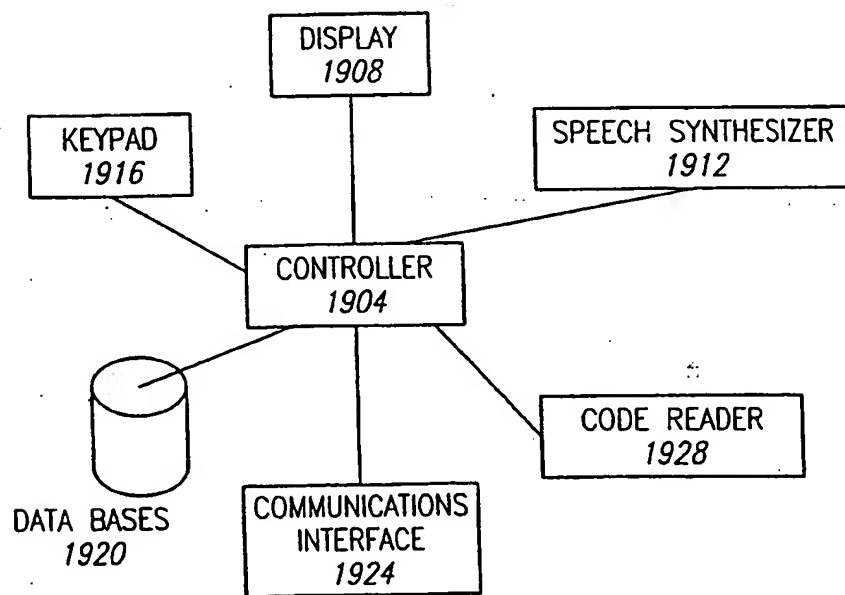 DISPLAY
1908
KEYPAD
1916
SPEECH SYNTHESIZER
1912
CONTROLLER
1904
CODE READER
1928
DATA BASES
1920
COMMUNICATIONS
INTERFACE
1924